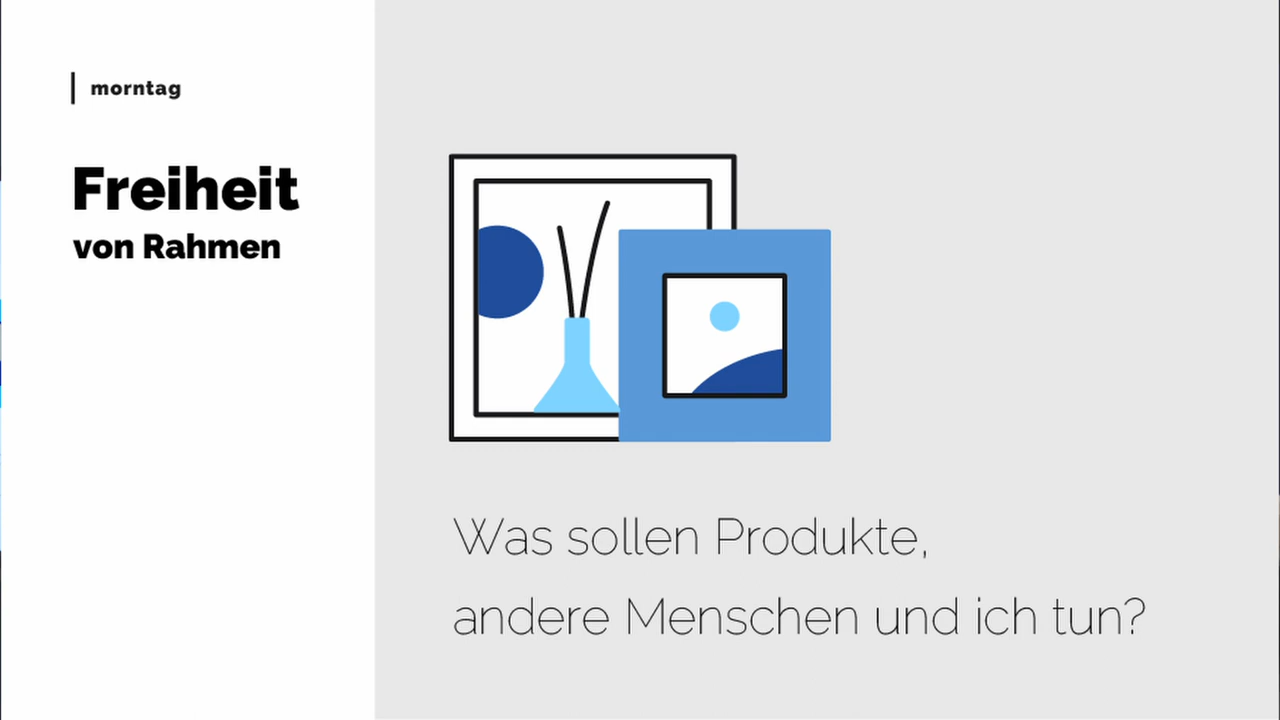 morntag
Freiheit
von Rahmen
Was sollen Produkte,
andere Menschen und ich tun?